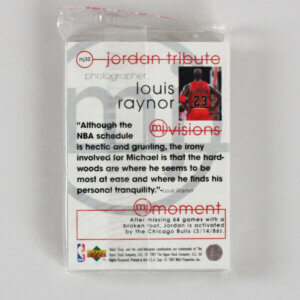 mj30
jordan tribute
photographer,
louis
raynor
23
mj visions
"Although the
NBA schedule
is hectic and grueling, the irony
involved for Michael is that the hard-
woods are where he seems to be
most at ease and where he finds his
personal tranquility."
-Louis Raynor
mj moment
After missing 64 games with a
broken foot, Jordan is activated
by the Chicago Bulls (3/14/86).